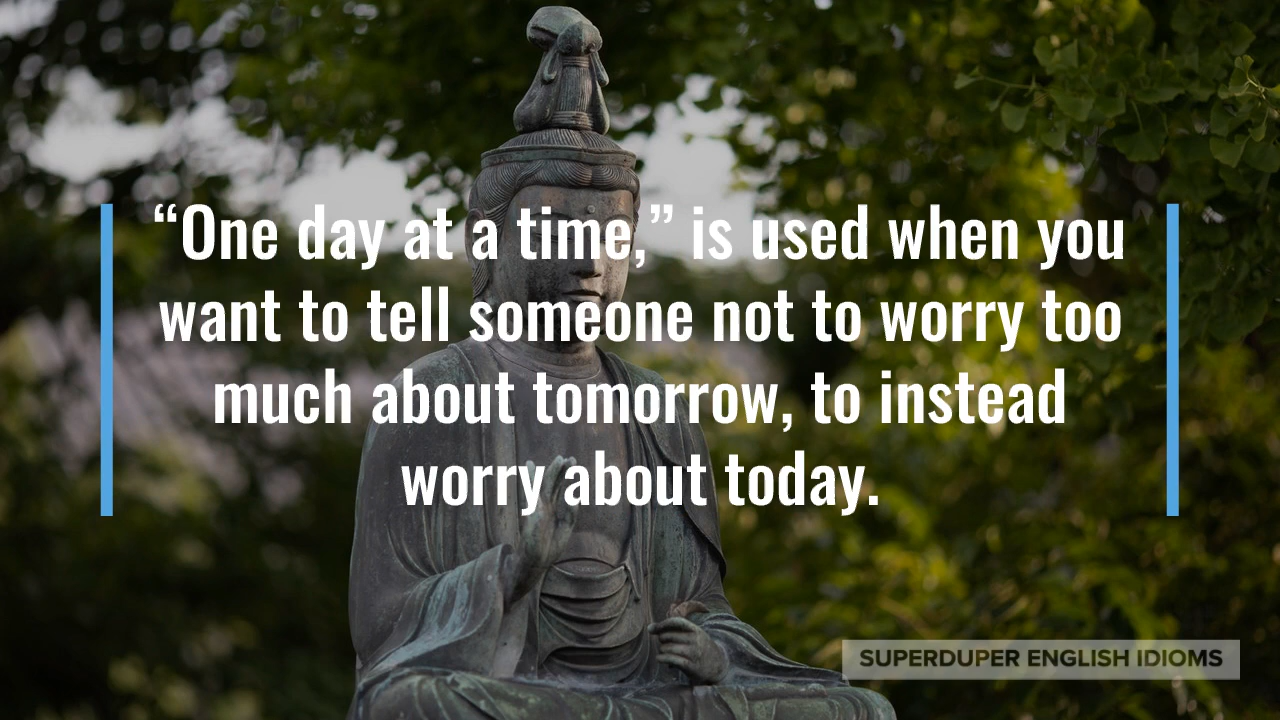 “One day at a time,” is used when you
want to tell someone not to worry too
much about tomorrow, to instead
worry about today.
SUPERDUPER ENGLISH IDIOMS